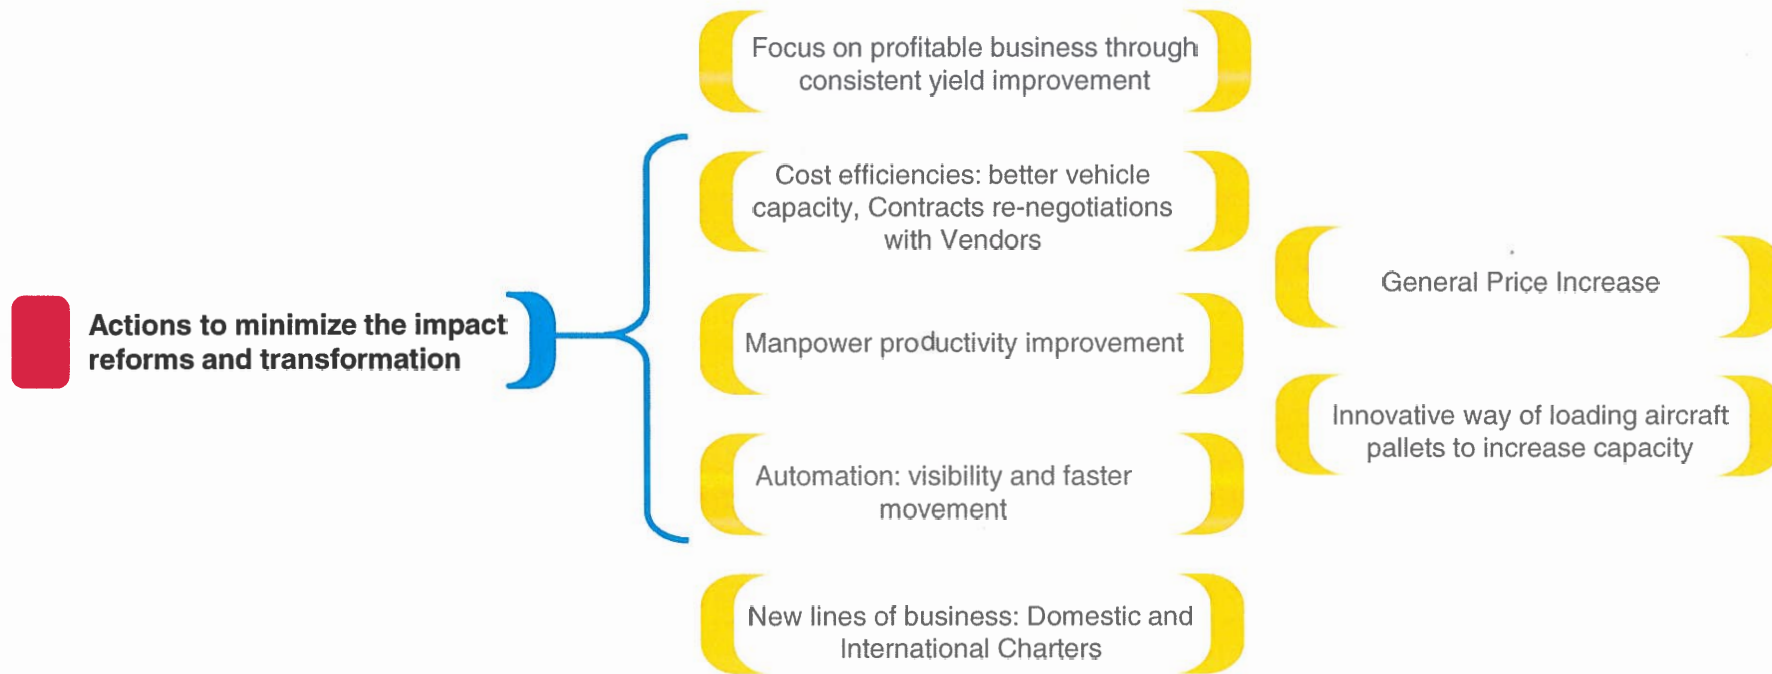 Focus on profitable business through
consistent yield improvement
Cost efficiencies: better vehicle
capacity, Contracts re-negotiations
with Vendors
General Price Increase
Actions to minimize the impact
reforms and transformation
Manpower productivity improvement
Innovative way of loading aircraft
pallets to increase capacity
Automation: visibility and faster
movement
New lines of business: Domestic and
International Charters